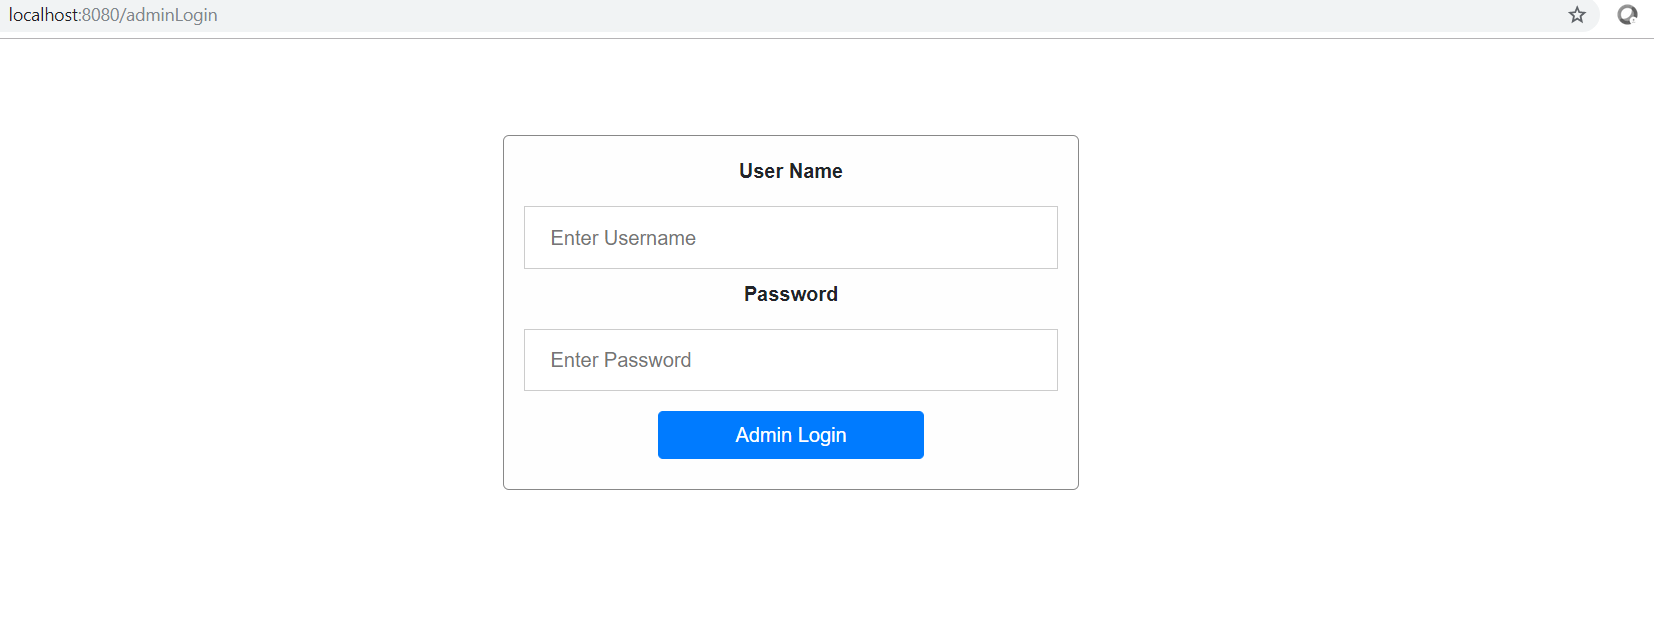 localhost:8080/adminLogin
User Name
Enter Username
Password
Enter Password
Admin Login